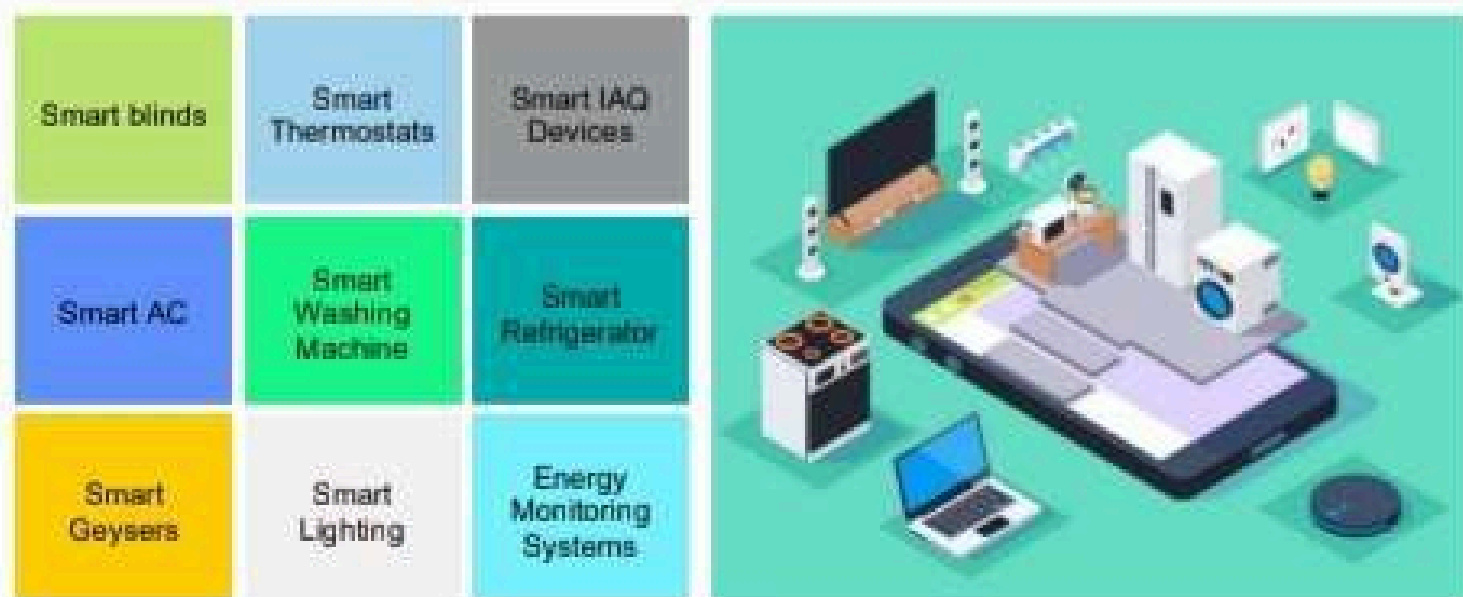 Smart blinds
Smart
Thermostats
Smart IAQ
Devices
Smart AC
Smart
Washing
Machine
Smart
Refrigerator
Smart
Geysers
Smart
Lighting
Energy
Monitoring
Systems